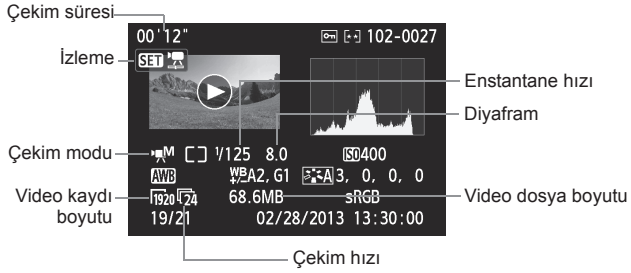 Çekim süresi
00'12" 102-0027
İzleme
SET
Enstantane hızı
Diyafram
Çekim modu
M 1/125 8.0 ISO400
AWB WB+/-A2, G1 A3, 0, 0, 0
Video kaydı boyutu
1920 24 68.6MB sRGB
Video dosya boyutu
19/21 02/28/2013 13:30:00
Çekim hızı